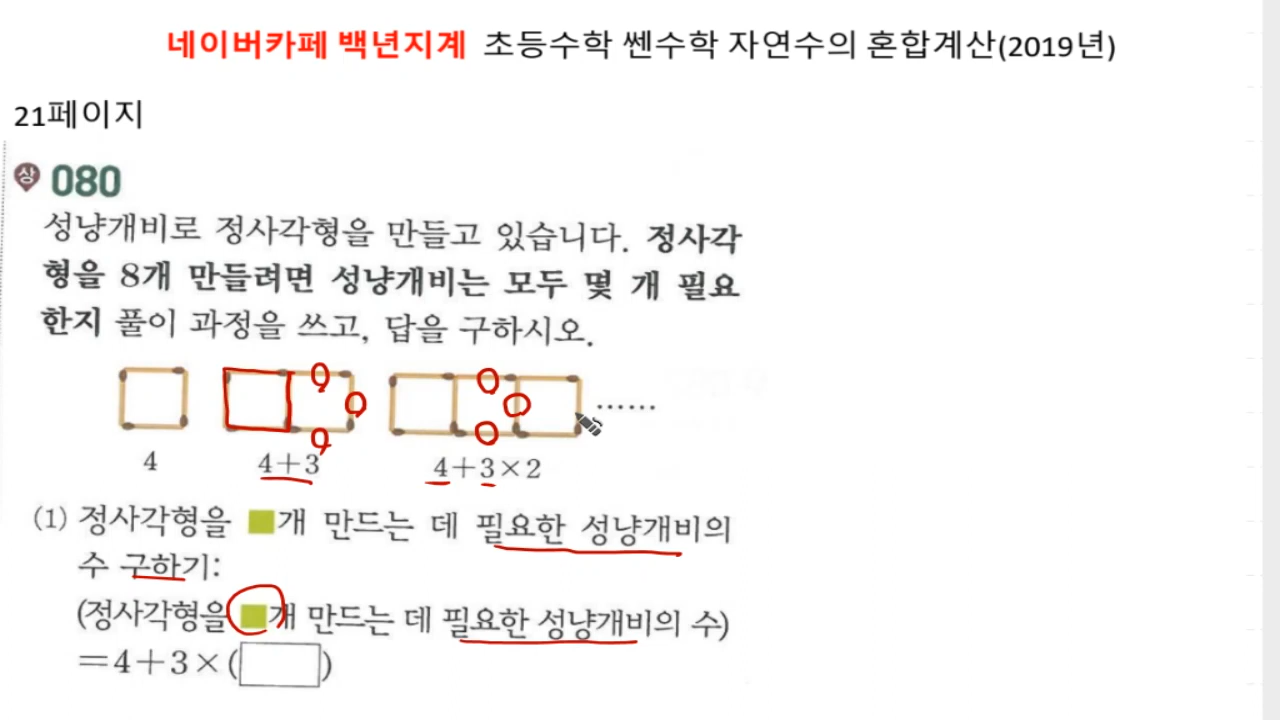 네이버카페 백년지계 초등수학 쎈수학 자연수의 혼합계산(2019년)
21페이지
상 080
성냥개비로 정사각형을 만들고 있습니다. 정사각
형을 8개 만들려면 성냥개비는 모두 몇 개 필요
한지 풀이 과정을 쓰고, 답을 구하시오.
......
4 4+3 4+3×2
(1) 정사각형을 ■개 만드는 데 필요한 성냥개비의
수 구하기:
(정사각형을 ■개 만드는 데 필요한 성냥개비의 수)
=4+3×( )